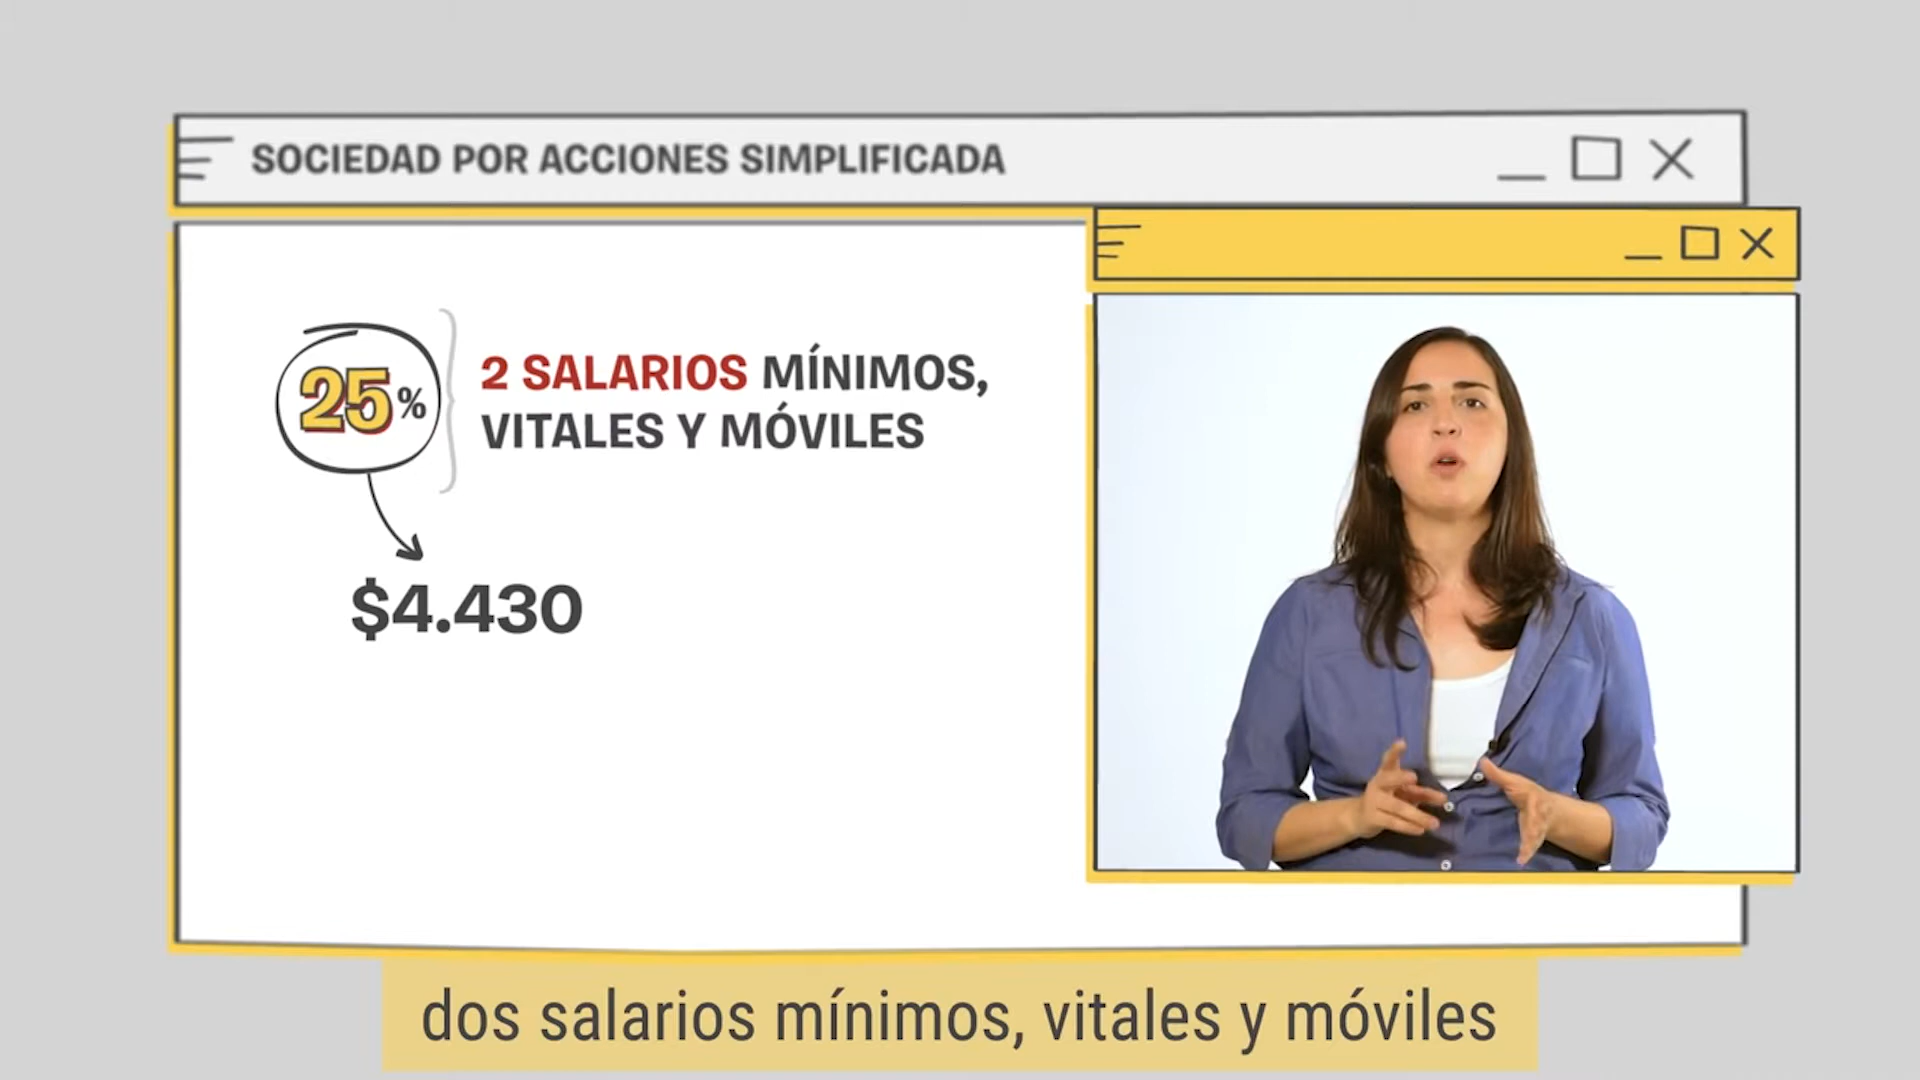 SOCIEDAD POR ACCIONES SIMPLIFICADA
25%
2 SALARIOS MÍNIMOS,
VITALES Y MÓVILES
$4.430
dos salarios mínimos, vitales y móviles